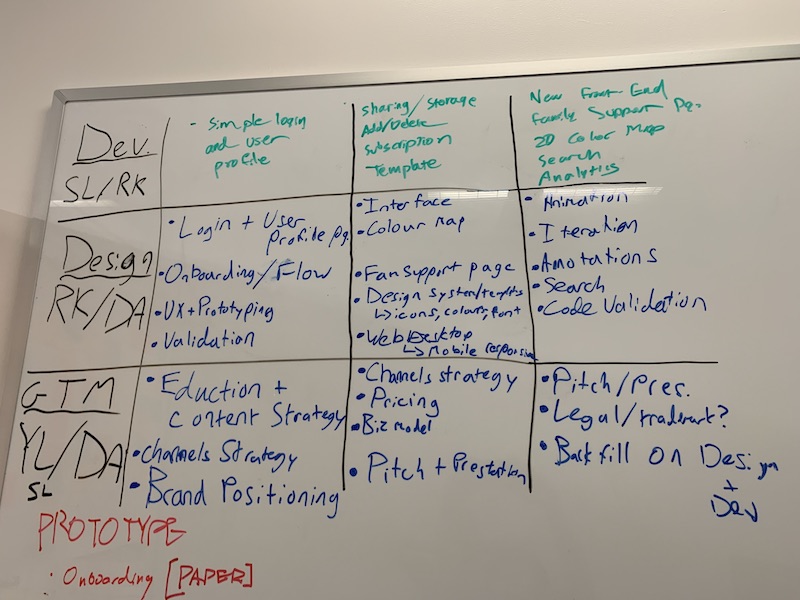 Dev.
SL/RK
- Simple login
and user
profile
Sharing/Storage
Add/Delete
Subscription
Template
New Front End
Family Support Pg.
2D Color Map
Search
Analytics
Design
RK/DA
• Login + User
Profile Pg.
• Onboarding/Flow
• UX + Prototyping
• Validation
• Interface
• Colour Map
• Fan Support page
• Design System/templts
↳ icons, colour, font
• Web Desktop
↳ Mobile responsive
• Animation
• Iteration
• Anotations
• Search
• Code Validation
GTM
YL/DA
SL
• Eduction +
Content Strategy
• Channels Strategy
• Brand Positioning
• Channels strategy
• Pricing
• Biz Model
• Pitch +
• Pitch/Pres.
• Legal/trademark?
• Back fill on Design
+
Dev
PROTOTYPE
: Onboarding [PAPER]